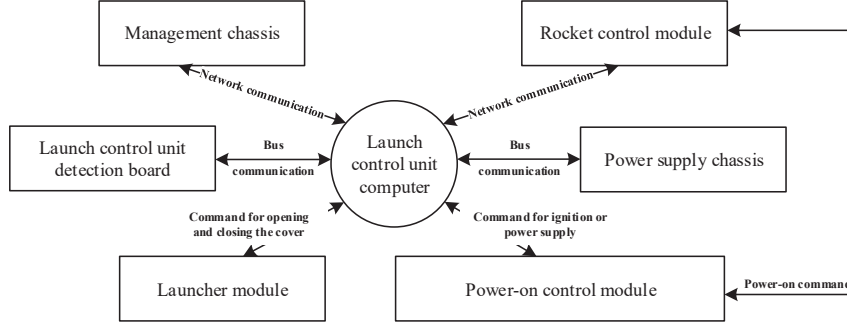 Management chassis
Rocket control module
Network communication
Network communication
Launch control unit
detection board
Bus
communication
Launch
control unit
computer
Bus
communication
Power supply chassis
Command for opening
and closing the cover
Command for ignition or
power supply
Launcher module
Power-on control module
Power-on command